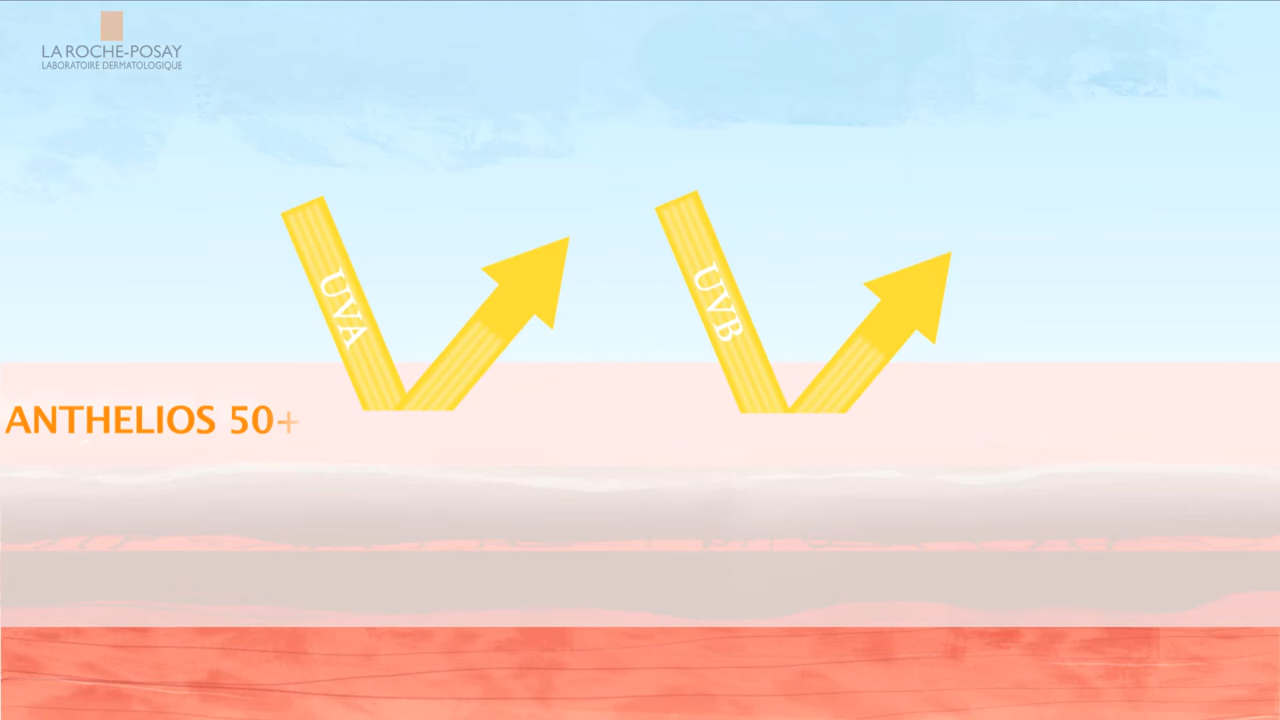 LA ROCHE-POSAY
LABORATOIRE DERMATOLOGIQUE
UVA
UVB
ANTHELIOS 50+